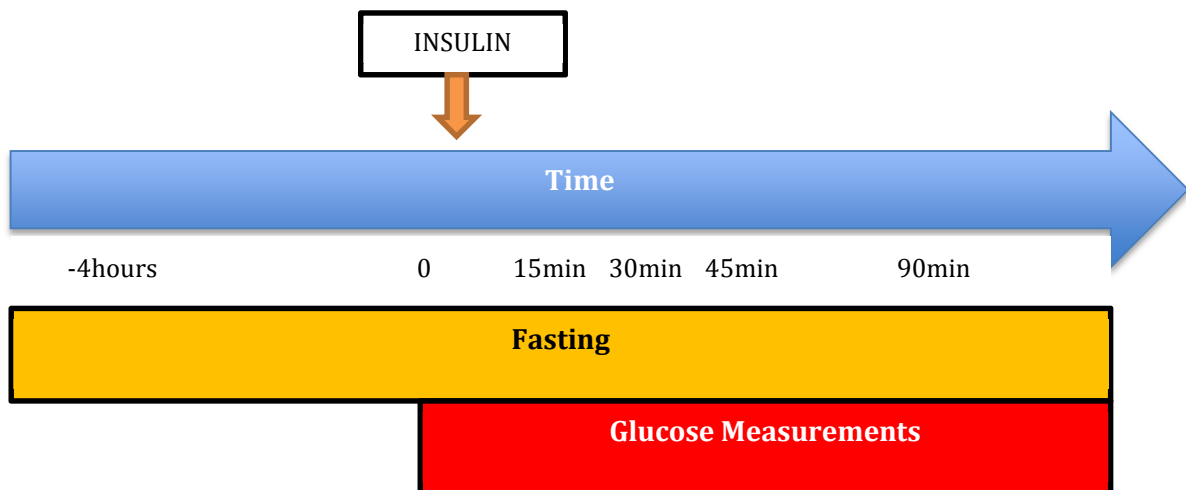 INSULIN
Time
-4hours 0 15min 30min 45min 90min
Fasting
Glucose Measurements